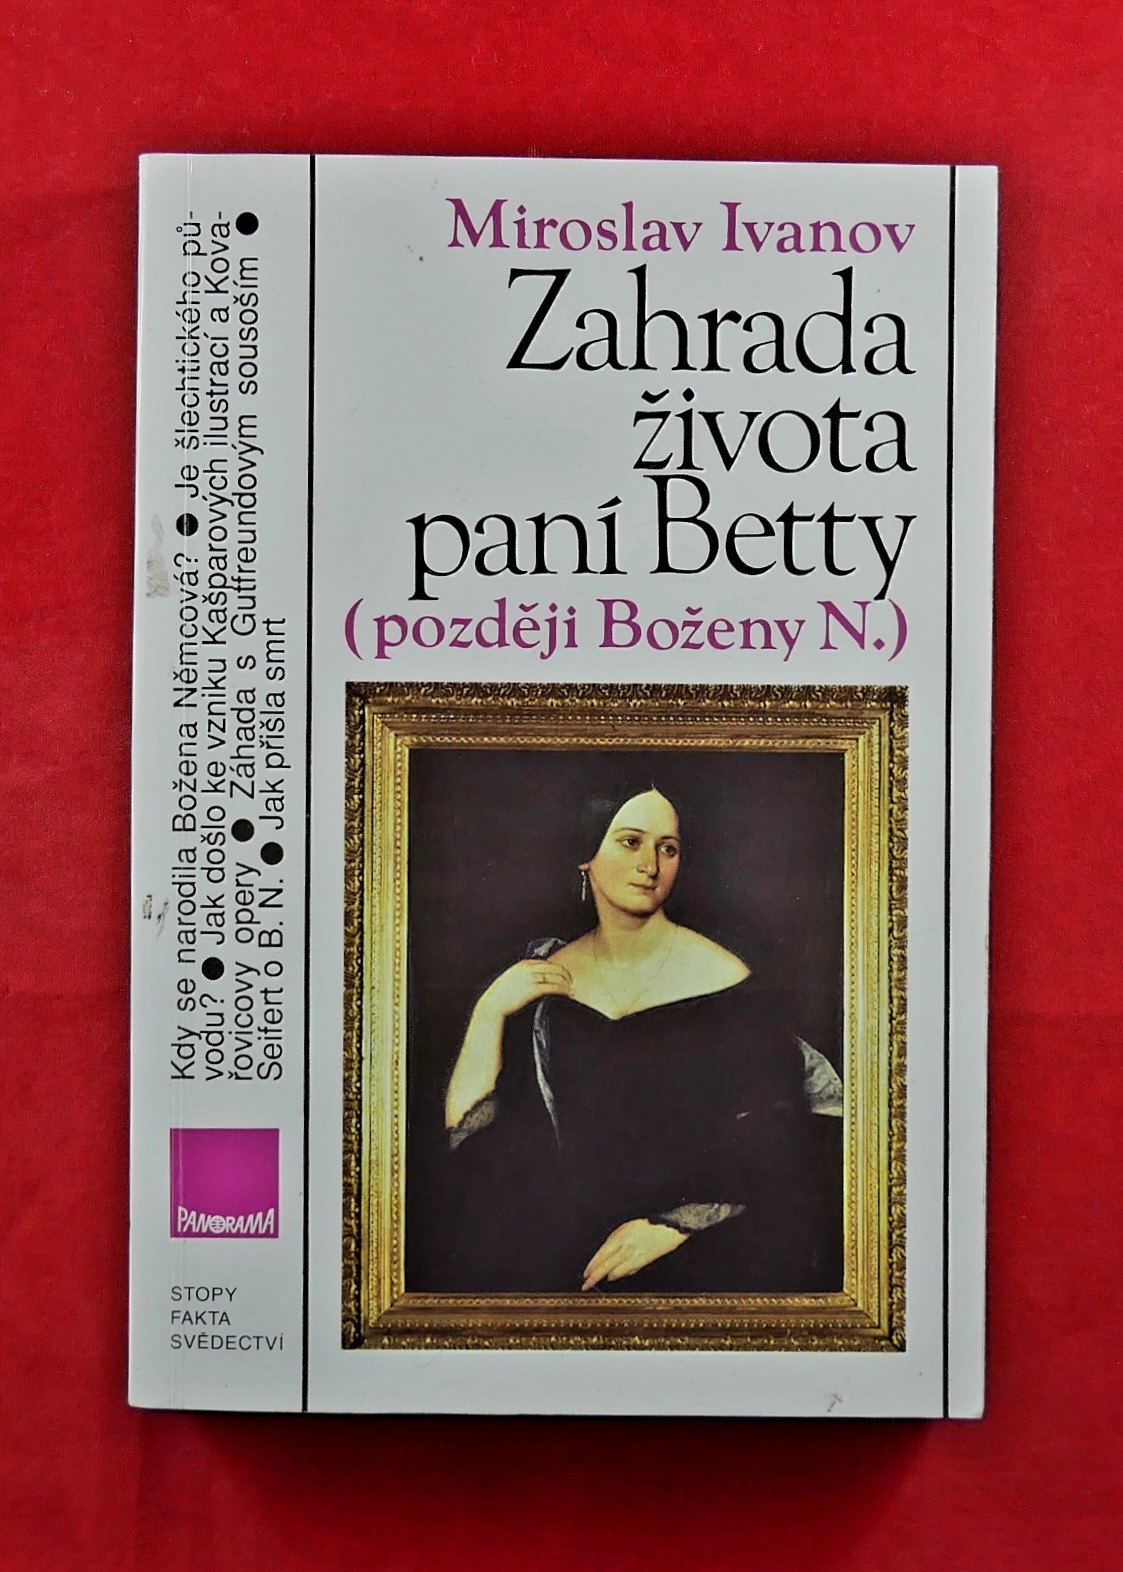 Miroslav Ivanov
Zahrada
života
paní Betty
(později Boženy N.)
Kdy se narodila Božena Němcová? ● Je šlechtického pů-
vodu? ● Jak došlo ke vzniku Kašparových ilustrací a Kova-
řovicovy opery ● Záhada s Gutfreundovým sousoším ●
Seifert o B. N. ● Jak přišla smrt
PANORAMA
STOPY
FAKTA
SVĚDECTVÍ